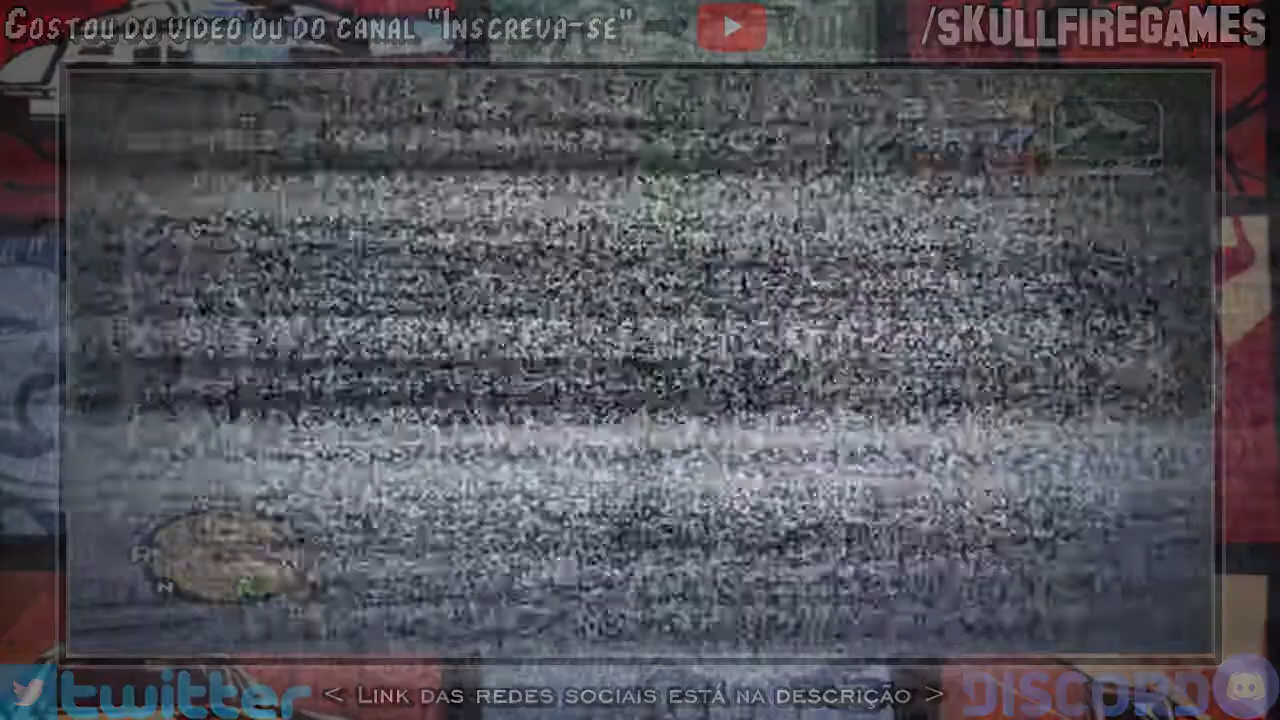 Gostou do video ou do canal "Inscreva-se"
/SKULLFIREGAMES
twitter
< Link das redes sociais está na descrição >
DISCORD